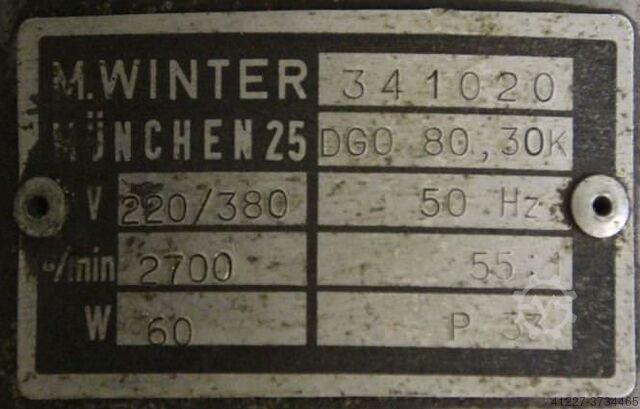 M.WINTER 341020
MÜNCHEN 25 DGO 80,30K
V 220/380 50 Hz
/min 2700 55:1
W 60 P 33
41227-3734465